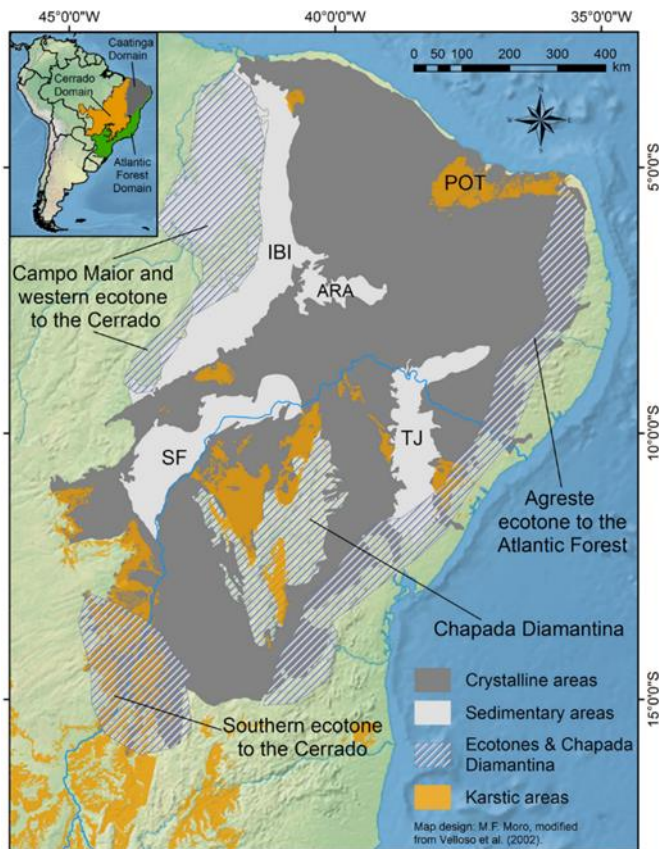 45°0'0"W
40°0'0"W
35°0'0"W
Caatinga
Domain
Cerrado
Domain
Atlantic
Forest
Domain
0 50 100 200 300 400
km
N
5°0'0"S
POT
IBI
ARA
Campo Maior and
western ecotone
to the Cerrado
10°0'0"S
SF
TJ
Agreste
ecotone to the
Atlantic Forest
Chapada Diamantina
15°0'0"S
Southern ecotone
to the Cerrado
Crystalline areas
Sedimentary areas
Ecotones & Chapada
Diamantina
Karstic areas
Map design: M.F. Moro, modified
from Velloso et al. (2002).